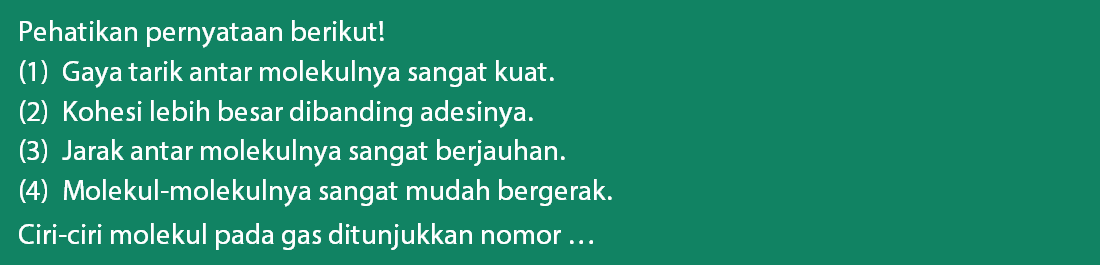 Pehatikan pernyataan berikut!
(1) Gaya tarik antar molekulnya sangat kuat.
(2) Kohesi lebih besar dibanding adesinya.
(3) Jarak antar molekulnya sangat berjauhan.
(4) Molekul-molekulnya sangat mudah bergerak.
Ciri-ciri molekul pada gas ditunjukkan nomor …